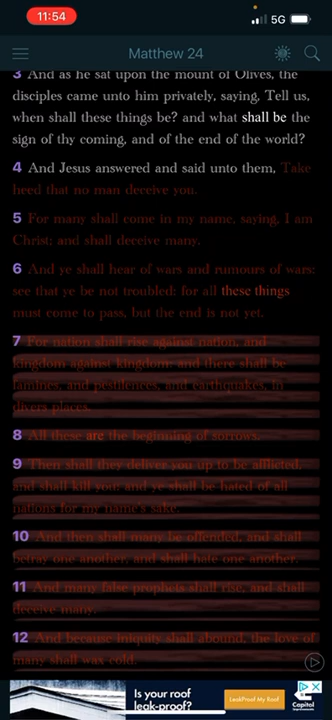 11:54
5G
Matthew 24
3 And as he sat upon the mount of Olives, the
disciples came unto him privately, saying, Tell us,
when shall these things be? and what shall be the
sign of thy coming, and of the end of the world?
4 And Jesus answered and said unto them, Take
heed that no man deceive you.
5 For many shall come in my name, saying, I am
Christ; and shall deceive many.
6 And ye shall hear of wars and rumours of wars:
see that ye be not troubled: for all these things
must come to pass, but the end is not yet.
7 For nation shall rise against nation, and
kingdom against kingdom: and there shall be
famines, and pestilences, and earthquakes, in
divers places.
8 All these are the beginning of sorrows.
9 Then shall they deliver you up to be afflicted,
and shall kill you: and ye shall be hated of all
nations for my name's sake.
10 And then shall many be offended, and shall
betray one another, and shall hate one another.
11 And many false prophets shall rise, and shall
deceive many.
12 And because iniquity shall abound, the love of
many shall wax cold.
Is your roof
leak-proof?
LeakProof My Roof
Capitol